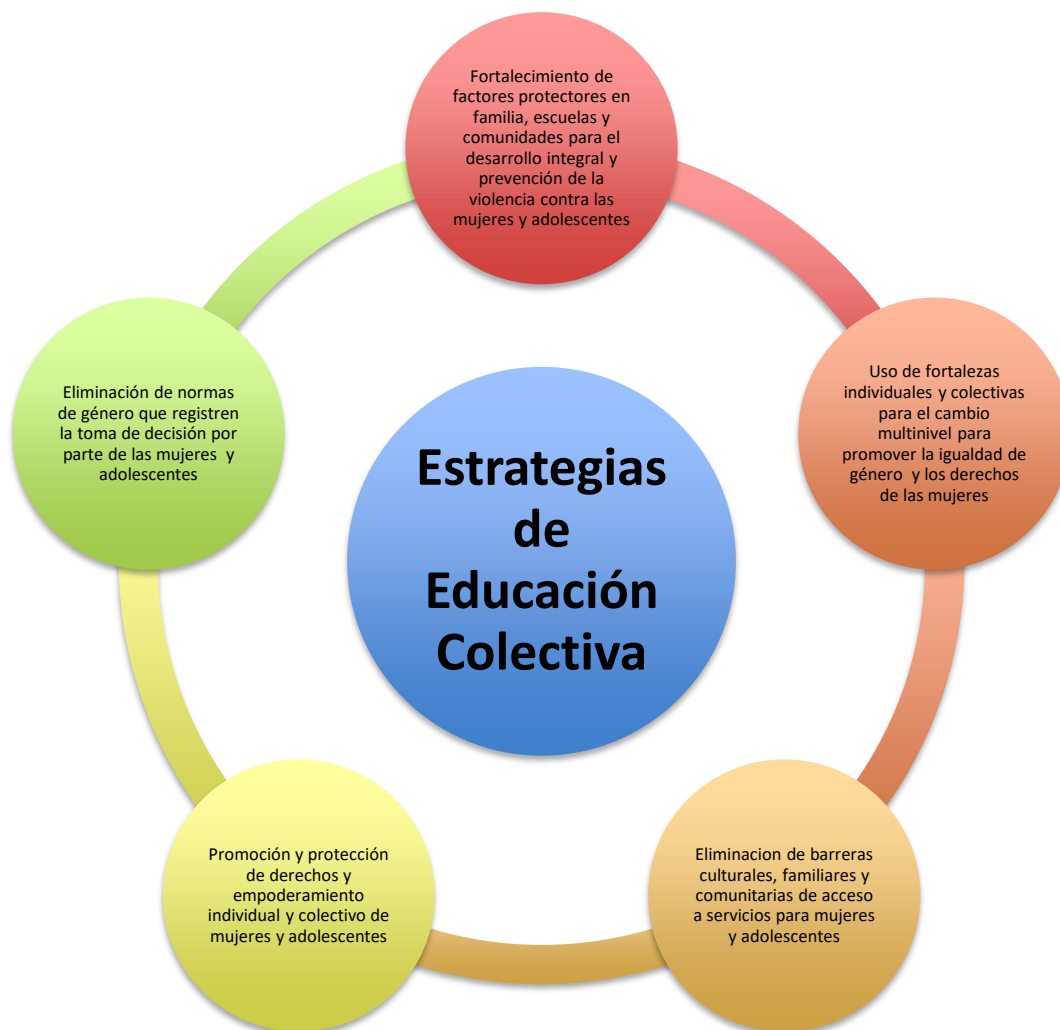 Fortalecimiento de
factores protectores en
familia, escuelas y
comunidades para el
desarrollo integral y
prevención de la
violencia contra las
mujeres y adolescentes
Uso de fortalezas
individuales y colectivas
para el cambio
multinivel para
promover la igualdad de
género y los derechos
de las mujeres
Eliminacion de barreras
culturales, familiares y
comunitarias de acceso
a servicios para mujeres
y adolescentes
Promoción y protección
de derechos y
empoderamiento
individual y colectivo de
mujeres y adolescentes
Eliminación de normas
de género que registren
la toma de decisión por
parte de las mujeres y
adolescentes
Estrategias
de
Educación
Colectiva